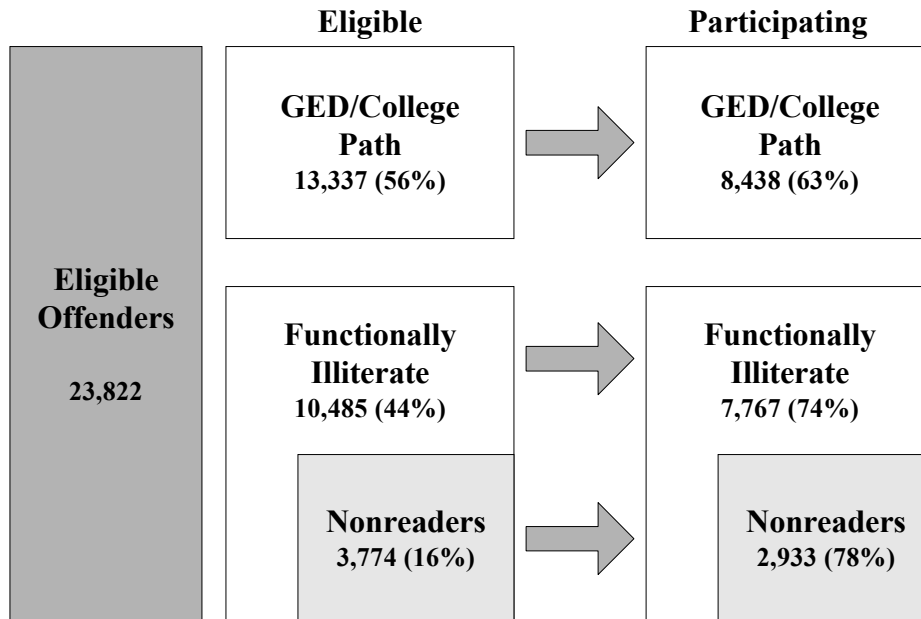 Eligible
Participating
Eligible
Offenders
23,822
GED/College
Path
13,337 (56%)
GED/College
Path
8,438 (63%)
Functionally
Illiterate
10,485 (44%)
Functionally
Illiterate
7,767 (74%)
Nonreaders
3,774 (16%)
Nonreaders
2,933 (78%)